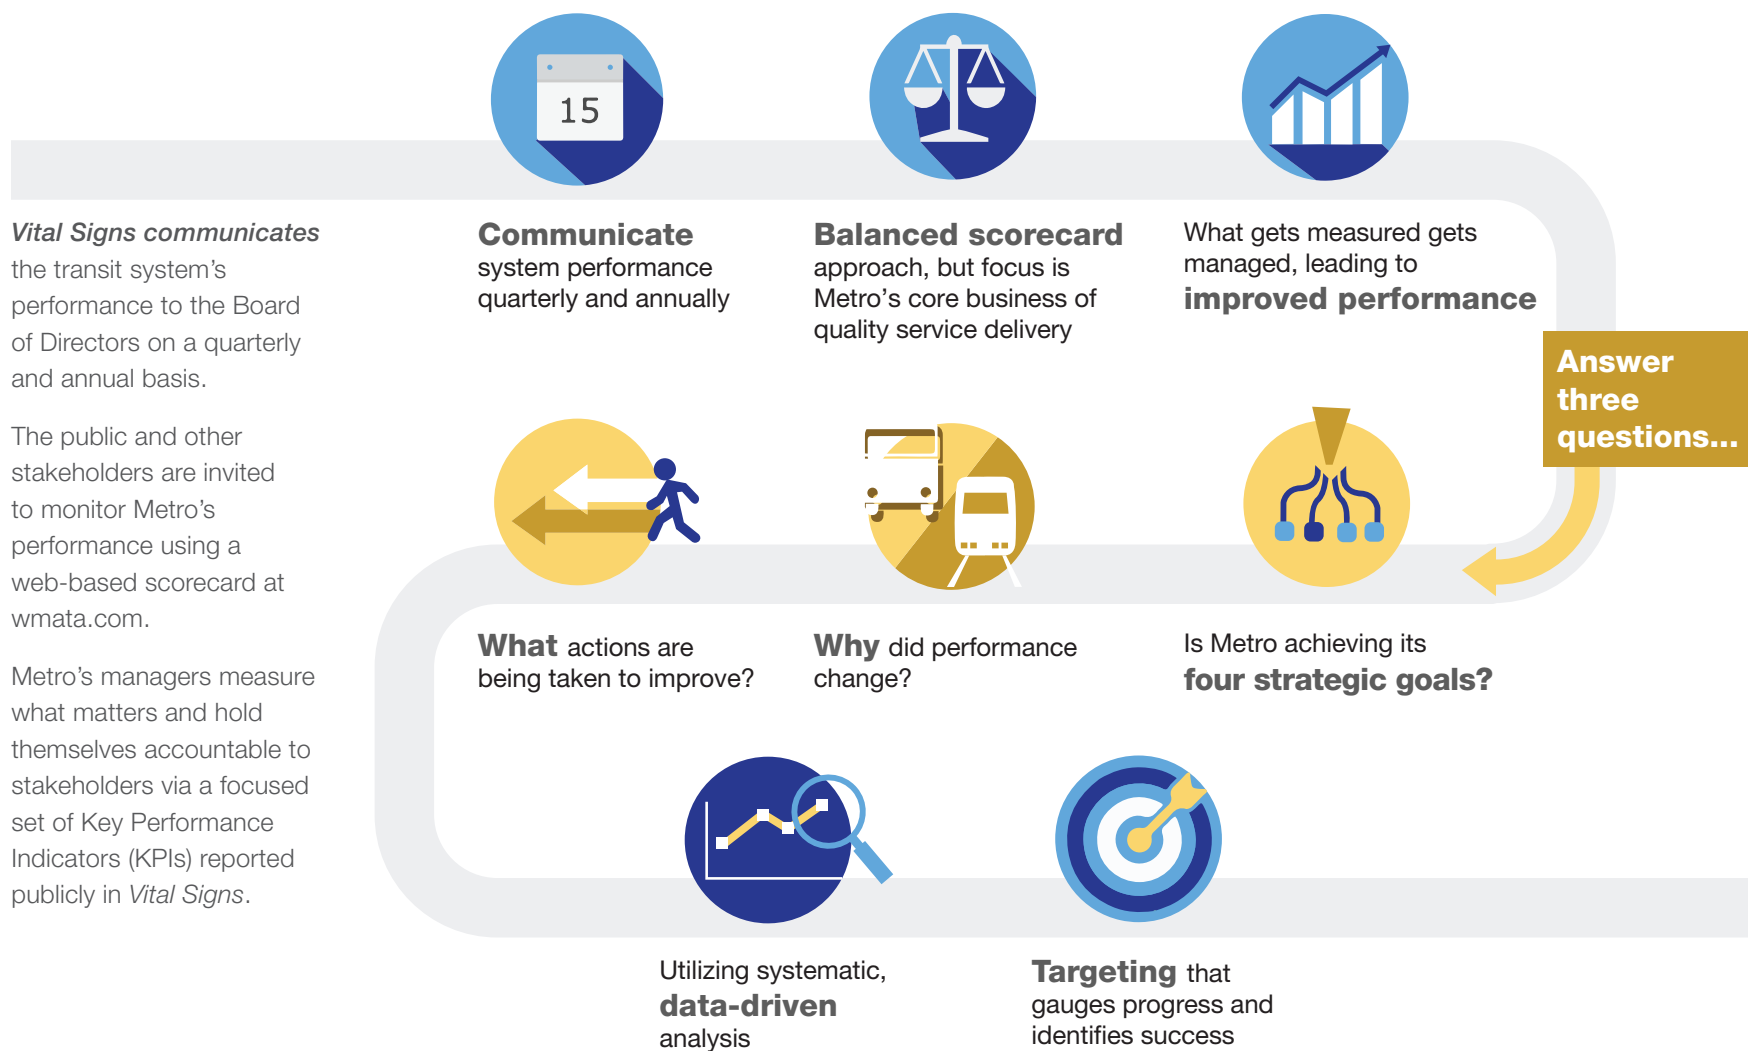 Vital Signs communicates
the transit system’s
performance to the Board
of Directors on a quarterly
and annual basis.
The public and other
stakeholders are invited
to monitor Metro’s
performance using a
web-based scorecard at
wmata.com.
Metro’s managers measure
what matters and hold
themselves accountable to
stakeholders via a focused
set of Key Performance
Indicators (KPIs) reported
publicly in Vital Signs.
15
Communicate
system performance
quarterly and annually
Balanced scorecard
approach, but focus is
Metro’s core business of
quality service delivery
What gets measured gets
managed, leading to
improved performance
Answer
three
questions...
Is Metro achieving its
four strategic goals?
Why did performance
change?
What actions are
being taken to improve?
Utilizing systematic,
data-driven
analysis
Targeting that
gauges progress and
identifies success